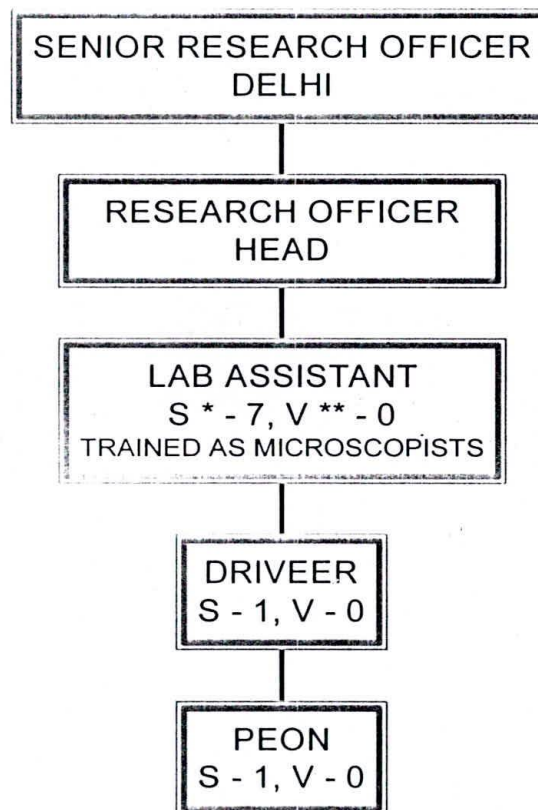 SENIOR RESEARCH OFFICER
DELHI
RESEARCH OFFICER
HEAD
LAB ASSISTANT
S * - 7, V ** - 0
TRAINED AS MICROSCOPISTS
DRIVEER
S - 1, V - 0
PEON
S - 1, V - 0